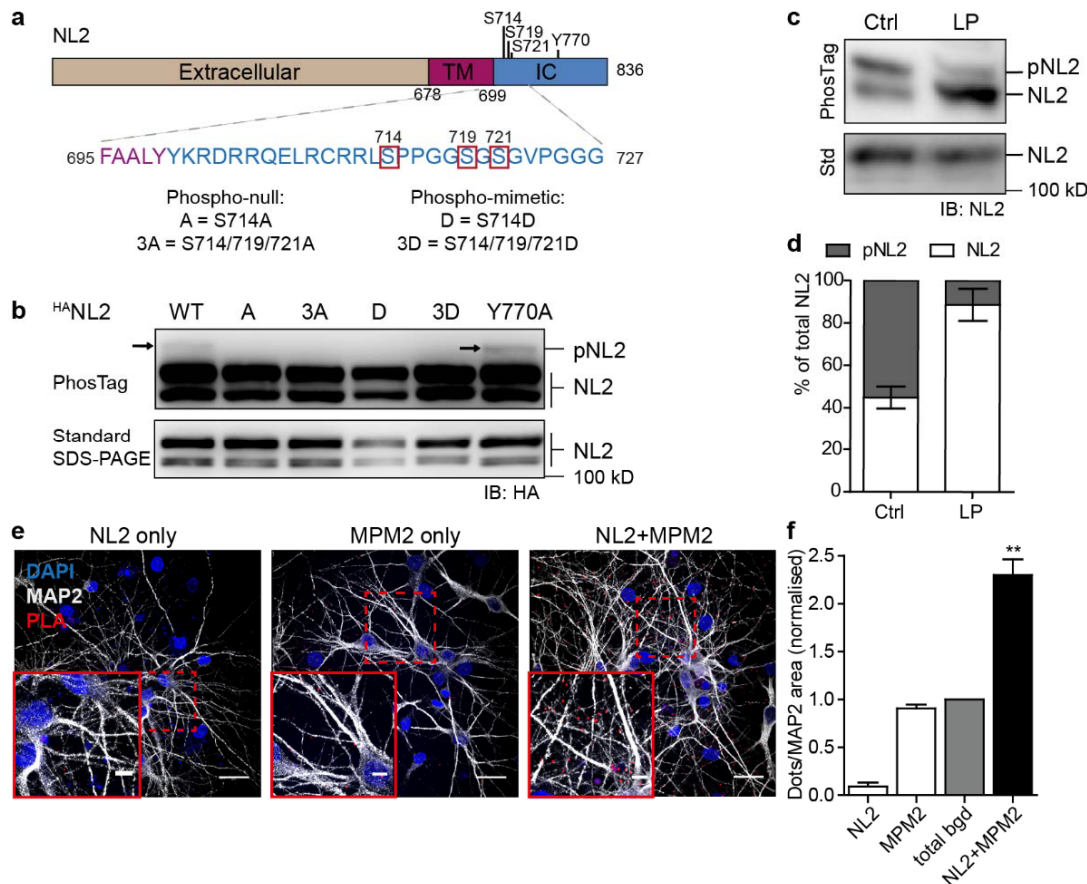 a
NL2
S714
S719
S721
Y770
Extracellular
TM
IC
836
678
699
714
719
721
695
FAALYYKRDRRQELRCRRLSPPGGSGSGVPGGG
727
Phospho-null:
A = S714A
3A = S714/719/721A
Phospho-mimetic:
D = S714D
3D = S714/719/721D
b
HANL2
WT A 3A D 3D Y770A
pNL2
PhosTag
NL2
Standard
SDS-PAGE
NL2
100 kD
IB: HA
c
Ctrl LP
PhosTag
pNL2
NL2
Std
NL2
100 kD
IB: NL2
d
pNL2 NL2
% of total NL2
100
80
60
40
20
0
Ctrl LP
e
NL2 only
MPM2 only
NL2+MPM2
DAPI
MAP2
PLA
f
Dots/MAP2 area (normalised)
2.5
2.0
1.5
1.0
0.5
0.0
**
NL2
MPM2
total bgd
NL2+MPM2